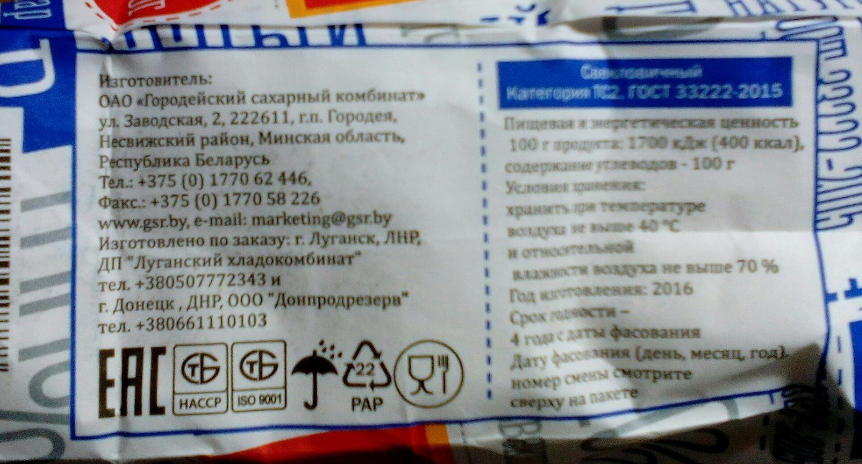 Изготовитель:
ОАО «Городейский сахарный комбинат»
ул. Заводская, 2, 222611, г.п. Городея,
Несвижский район, Минская область,
Республика Беларусь
Тел.: +375 (0) 1770 62 446,
Факс.: +375 (0) 1770 58 226
www.gsr.by, e-mail: marketing@gsr.by
Изготовлено по заказу: г. Луганск, ЛНР,
ДП "Луганский хладокомбинат"
тел. +380507772343 и
г. Донецк , ДНР, ООО "Донпродрезерв"
тел. +380661110103
EAC
СТБ
НАССР
СТБ
ISO 9001
22
PAP
Свекловичный
Категория ТС2, ГОСТ 33222-2015
Пищевая и энергетическая ценность
100 г продукта: 1700 кДж (400 ккал),
содержание углеводов - 100 г
Условия хранения:
хранить при температуре
воздуха не выше 40 °С
и относительной
влажности воздуха не выше 70 %
Год изготовления: 2016
Срок годности –
4 года с даты фасования
Дату фасования (день, месяц, год),
номер смены смотрите
сверху на пакете